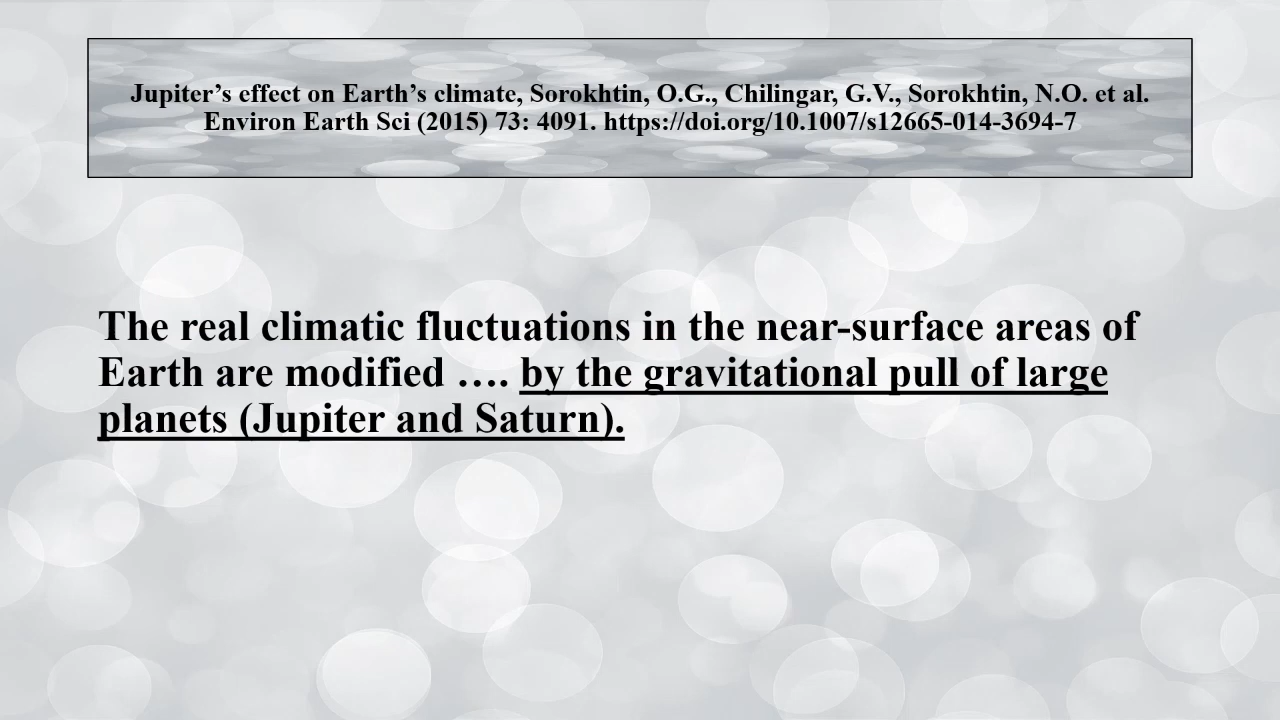 Jupiter’s effect on Earth’s climate, Sorokhtin, O.G., Chilingar, G.V., Sorokhtin, N.O. et al.
Environ Earth Sci (2015) 73: 4091. https://doi.org/10.1007/s12665-014-3694-7
The real climatic fluctuations in the near-surface areas of
Earth are modified …. by the gravitational pull of large
planets (Jupiter and Saturn).